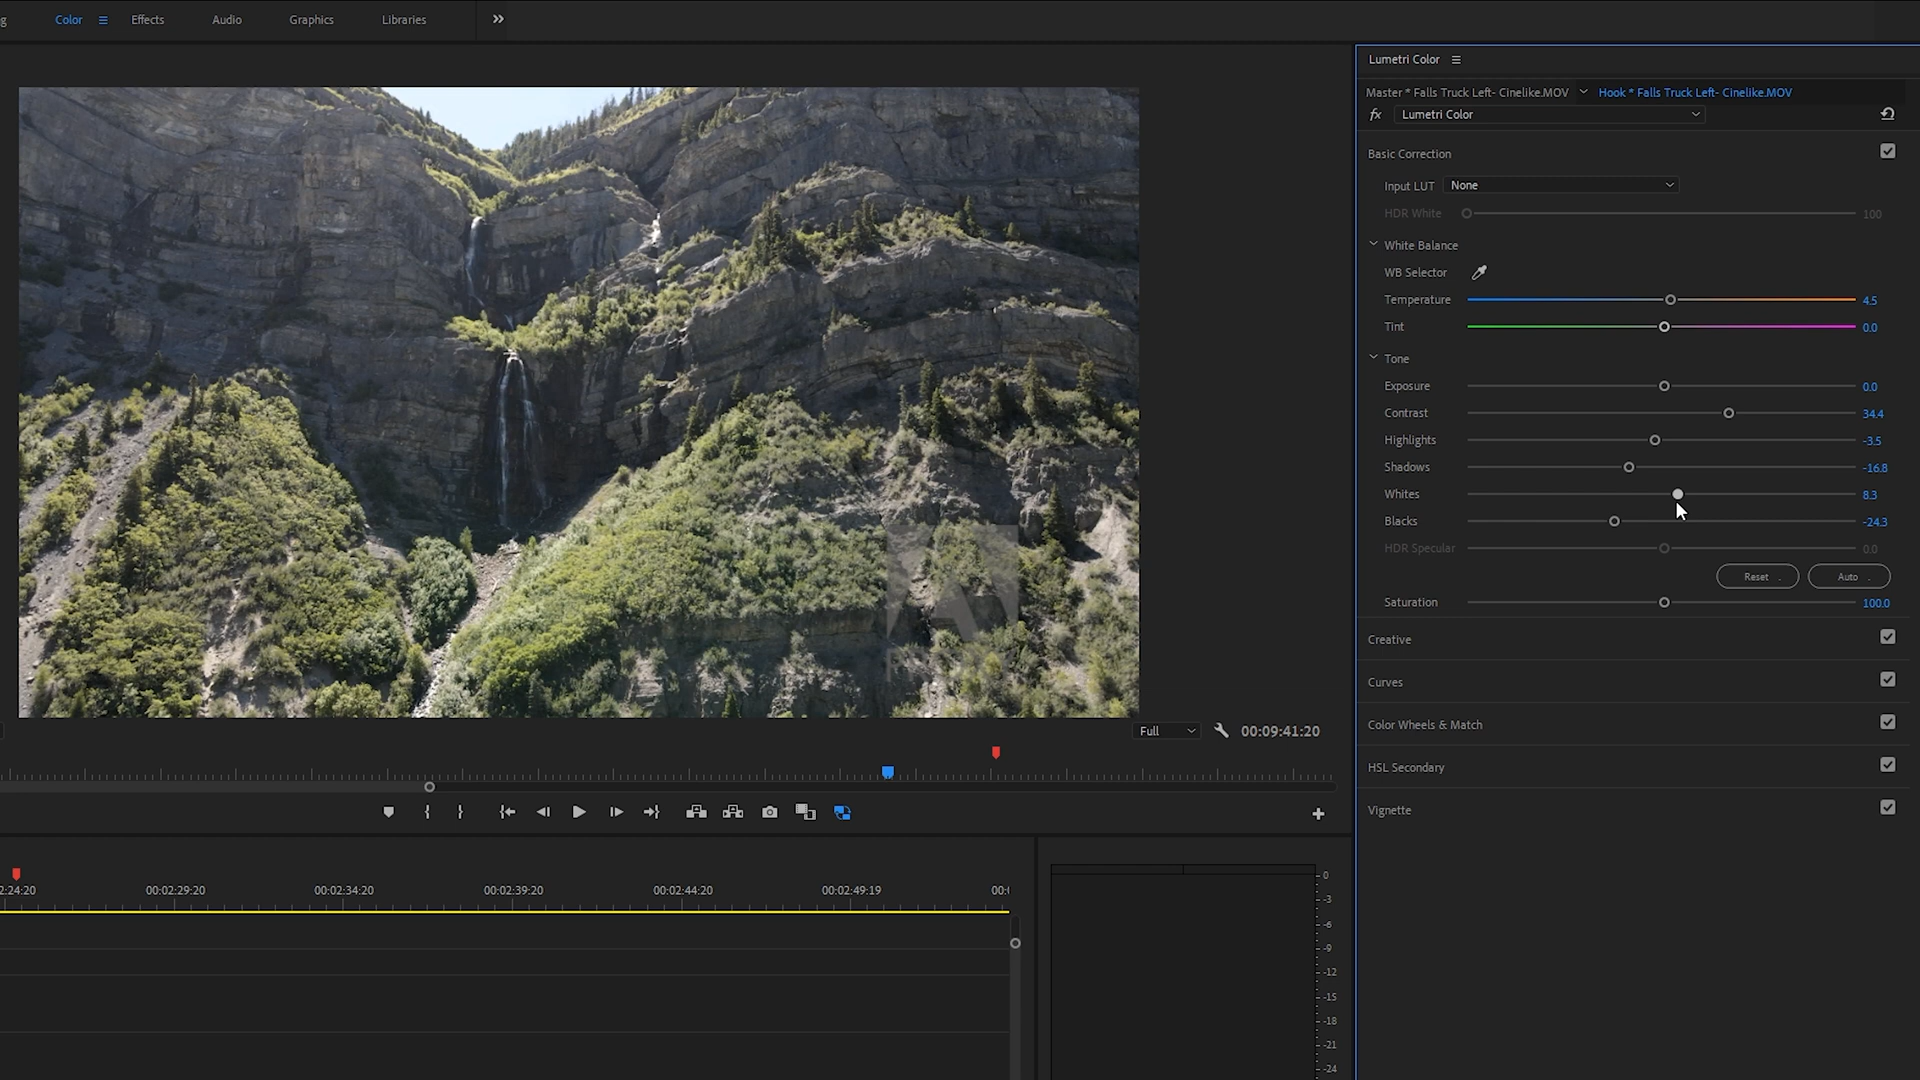 g Color Effects Audio Graphics Libraries
Lumetri Color
Master * Falls Truck Left- Cinelike.MOV Hook * Falls Truck Left- Cinelike.MOV
fx Lumetri Color
Basic Correction
Input LUT None
HDR White 100
White Balance
WB Selector
Temperature 4.5
Tint 0.0
Tone
Exposure 0.0
Contrast 34.4
Highlights -3.5
Shadows -16.8
Whites 8.3
Blacks -24.3
HDR Specular 0.0
Reset Auto
Saturation 100.0
Creative
Curves
Color Wheels & Match
HSL Secondary
Vignette
Full 00:09:41:20
2:24:20 00:02:29:20 00:02:34:20 00:02:39:20 00:02:44:20 00:02:49:19 00:0
0
-3
-6
-9
-12
-15
-18
-21
-24